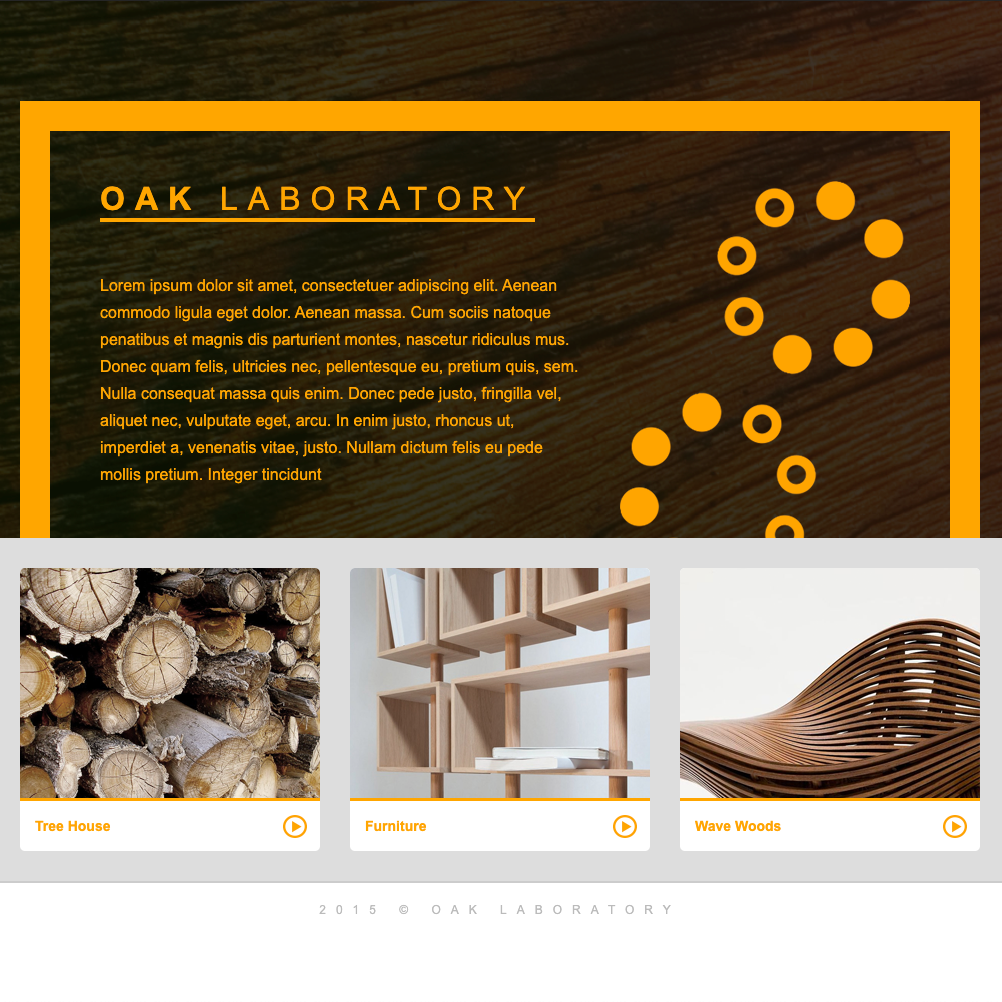 OAK LABORATORY
Lorem ipsum dolor sit amet, consectetuer adipiscing elit. Aenean
commodo ligula eget dolor. Aenean massa. Cum sociis natoque
penatibus et magnis dis parturient montes, nascetur ridiculus mus.
Donec quam felis, ultricies nec, pellentesque eu, pretium quis, sem.
Nulla consequat massa quis enim. Donec pede justo, fringilla vel,
aliquet nec, vulputate eget, arcu. In enim justo, rhoncus ut,
imperdiet a, venenatis vitae, justo. Nullam dictum felis eu pede
mollis pretium. Integer tincidunt
Tree House
Furniture
Wave Woods
2015 © OAK LABORATORY